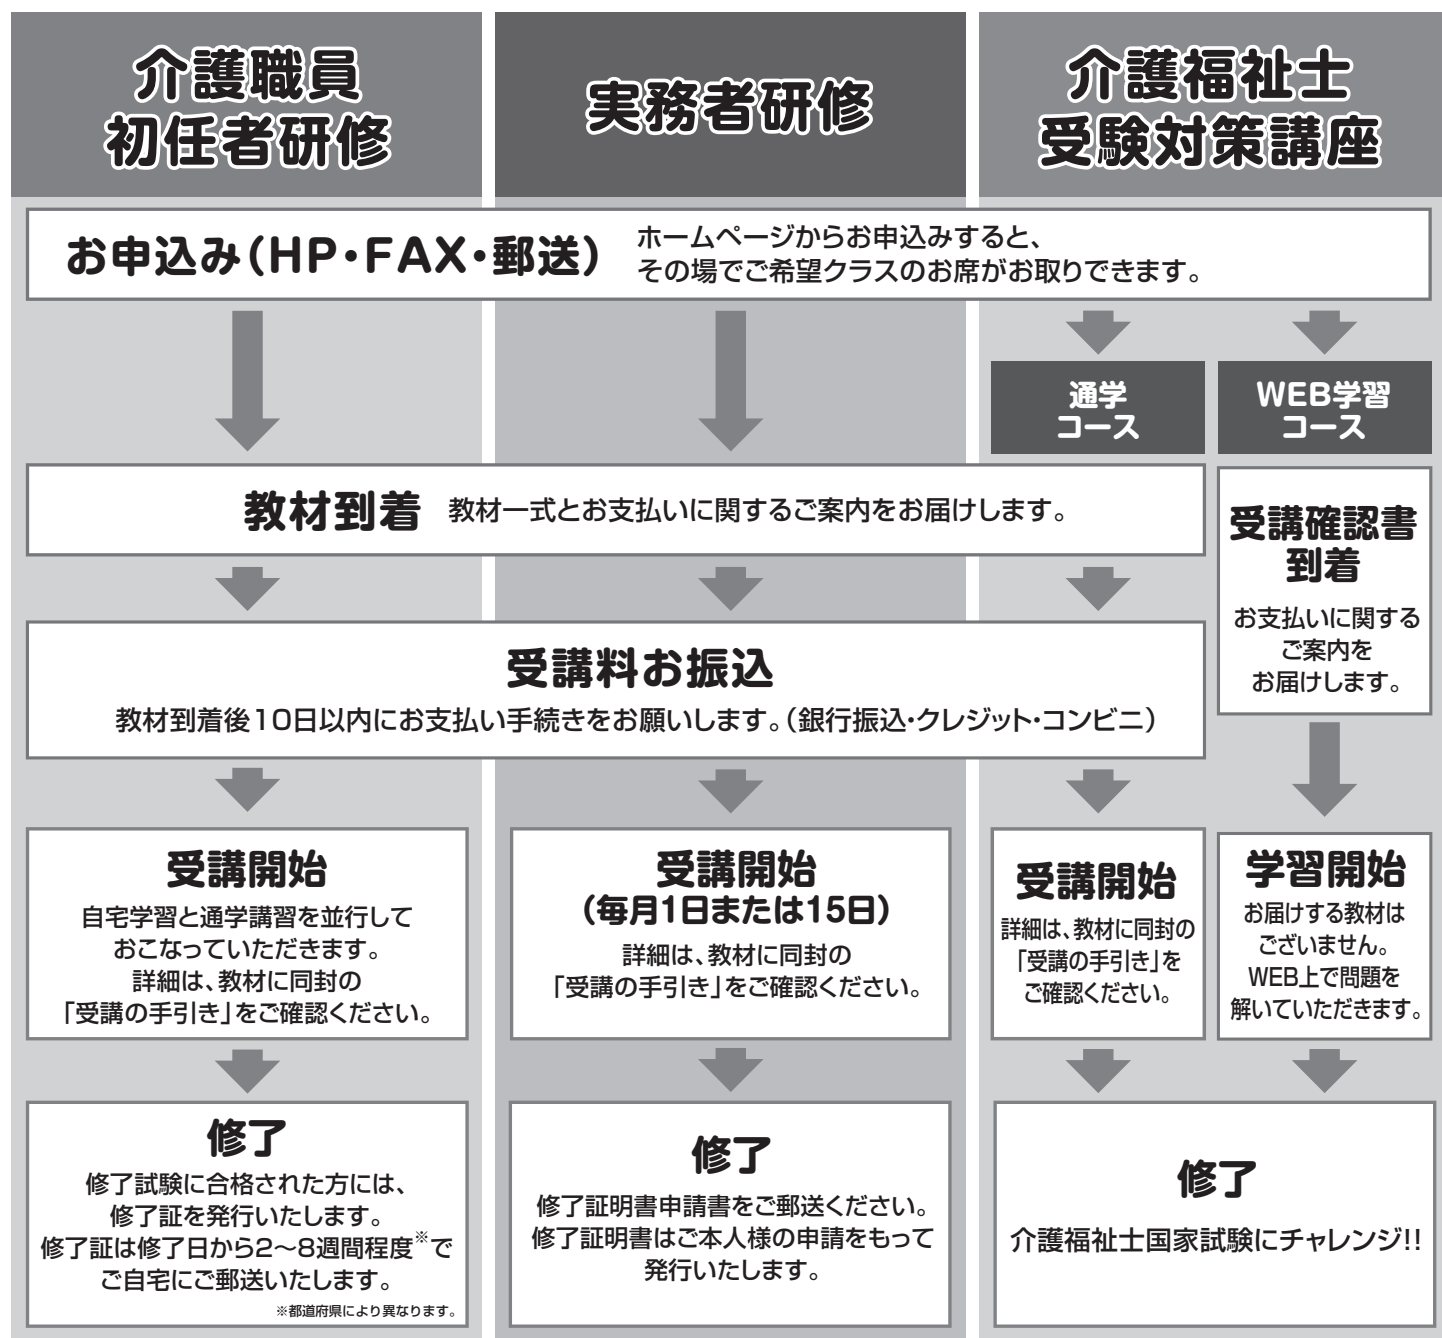 介護職員
初任者研修
実務者研修
介護福祉士
受験対策講座
お申込み(HP・FAX・郵送)
ホームページからお申込みすると、
その場でご希望クラスのお席がお取りできます。
通学
コース
WEB学習
コース
教材到着 教材一式とお支払いに関するご案内をお届けします。
受講確認書
到着
お支払いに関する
ご案内を
お届けします。
受講料お振込
教材到着後10日以内にお支払い手続きをお願いします。(銀行振込・クレジット・コンビニ)
受講開始
自宅学習と通学講習を並行して
おこなっていただきます。
詳細は、教材に同封の
「受講の手引き」をご確認ください。
受講開始
(毎月1日または15日)
詳細は、教材に同封の
「受講の手引き」をご確認ください。
受講開始
詳細は、教材に同封の
「受講の手引き」を
ご確認ください。
学習開始
お届けする教材は
ございません。
WEB上で問題を
解いていただきます。
修了
修了試験に合格された方には、
修了証を発行いたします。
修了証は修了日から2〜8週間程度※で
ご自宅にご郵送いたします。
※都道府県により異なります。
修了
修了証明書申請書をご郵送ください。
修了証明書はご本人様の申請をもって
発行いたします。
修了
介護福祉士国家試験にチャレンジ!!